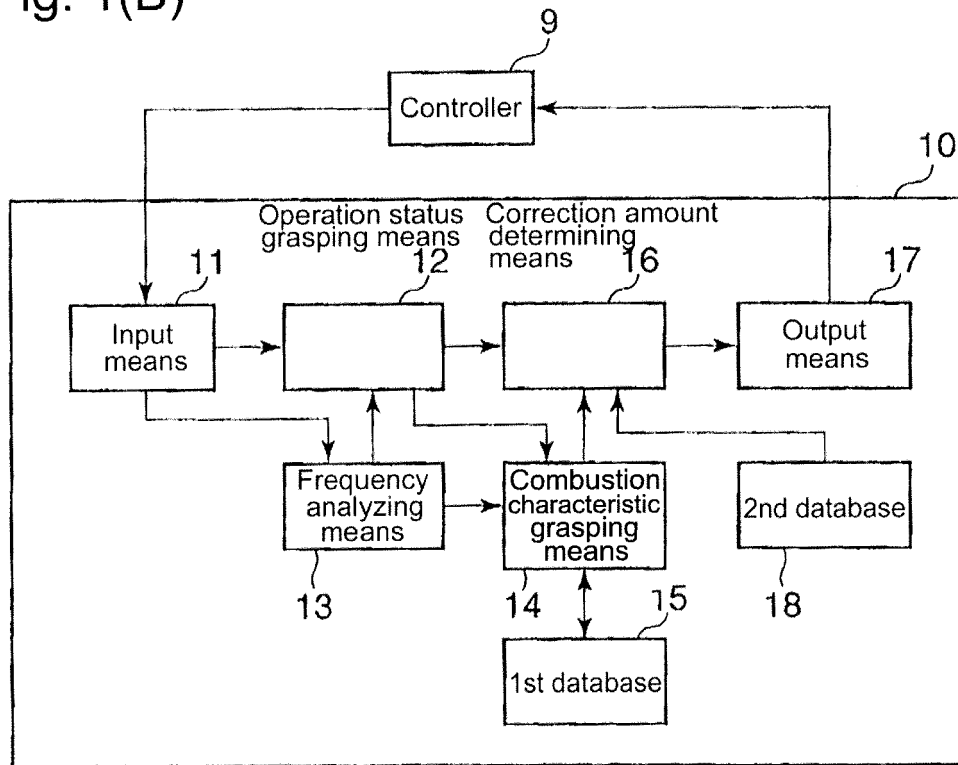 ig. 1(B)
9
Controller
10
Operation status
grasping means
Correction amount
determining
means
11
12
16
17
Input
means
Output
means
Frequency
analyzing
means
Combustion
characteristic
grasping
means
2nd database
13
14
15
18
1st database